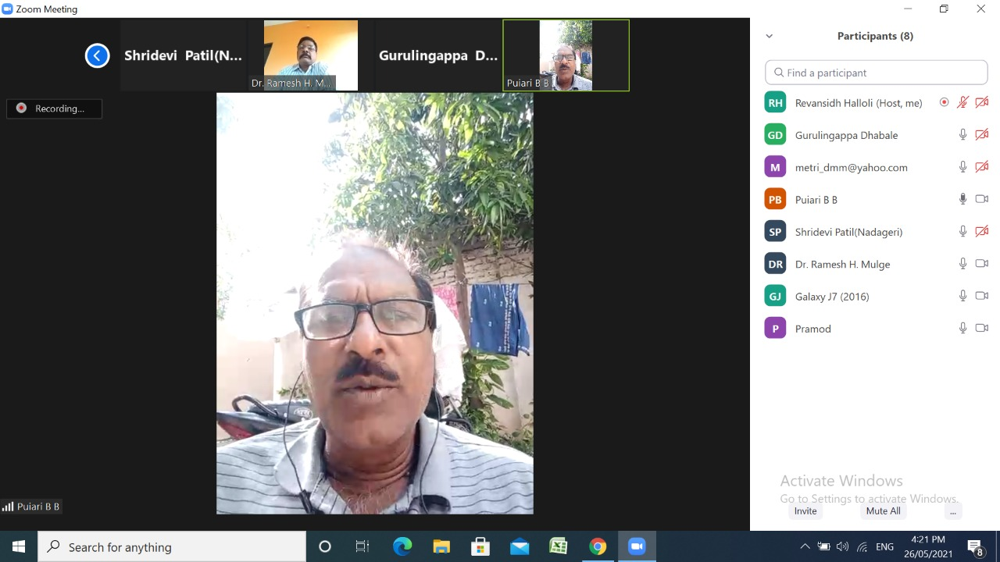 Zoom Meeting
Shridevi Patil(N...
Dr. Ramesh H. M...
Gurulingappa D...
Puiari B B
Recording...
Puiari B B
Participants (8)
Find a participant
RH Revansidh Halloli (Host, me)
GD Gurulingappa Dhabale
M metri_dmm@yahoo.com
PB Puiari B B
SP Shridevi Patil(Nadageri)
DR Dr. Ramesh H. Mulge
GJ Galaxy J7 (2016)
P Pramod
Activate Windows
Go to Settings to activate Windows.
Invite Mute All ...
Search for anything
ENG
4:21 PM
26/05/2021
8